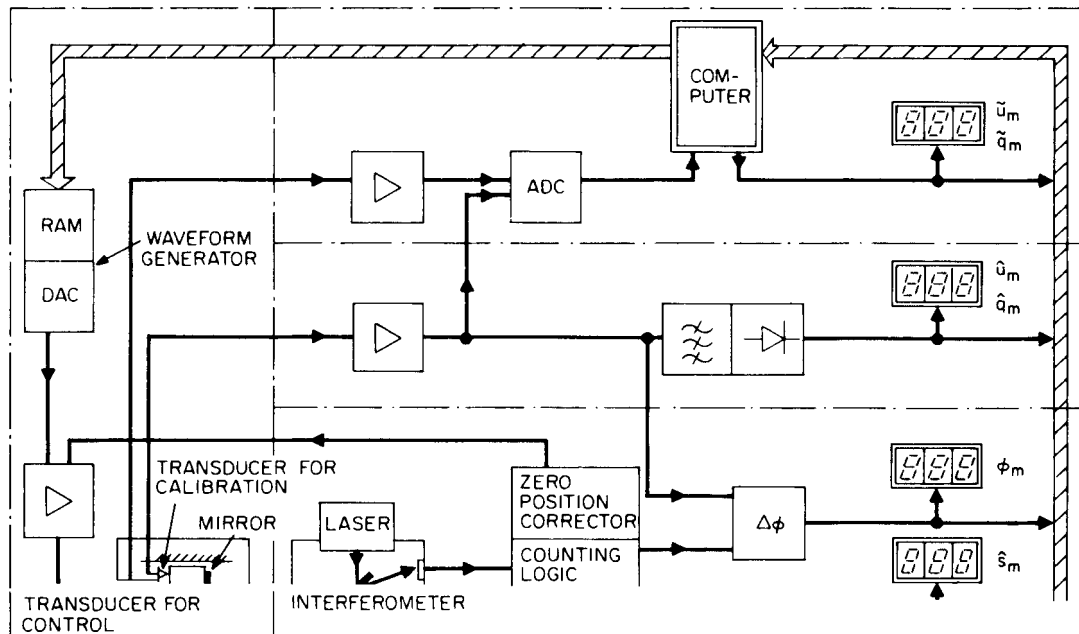 COM-
PUTER
ũm
q̃m
ADC
RAM
WAVEFORM
GENERATOR
DAC
ûm
q̂m
TRANSDUCER FOR
CALIBRATION
MIRROR
LASER
ZERO
POSITION
CORRECTOR
COUNTING
LOGIC
Δϕ
ϕm
ŝm
INTERFEROMETER
TRANSDUCER FOR
CONTROL